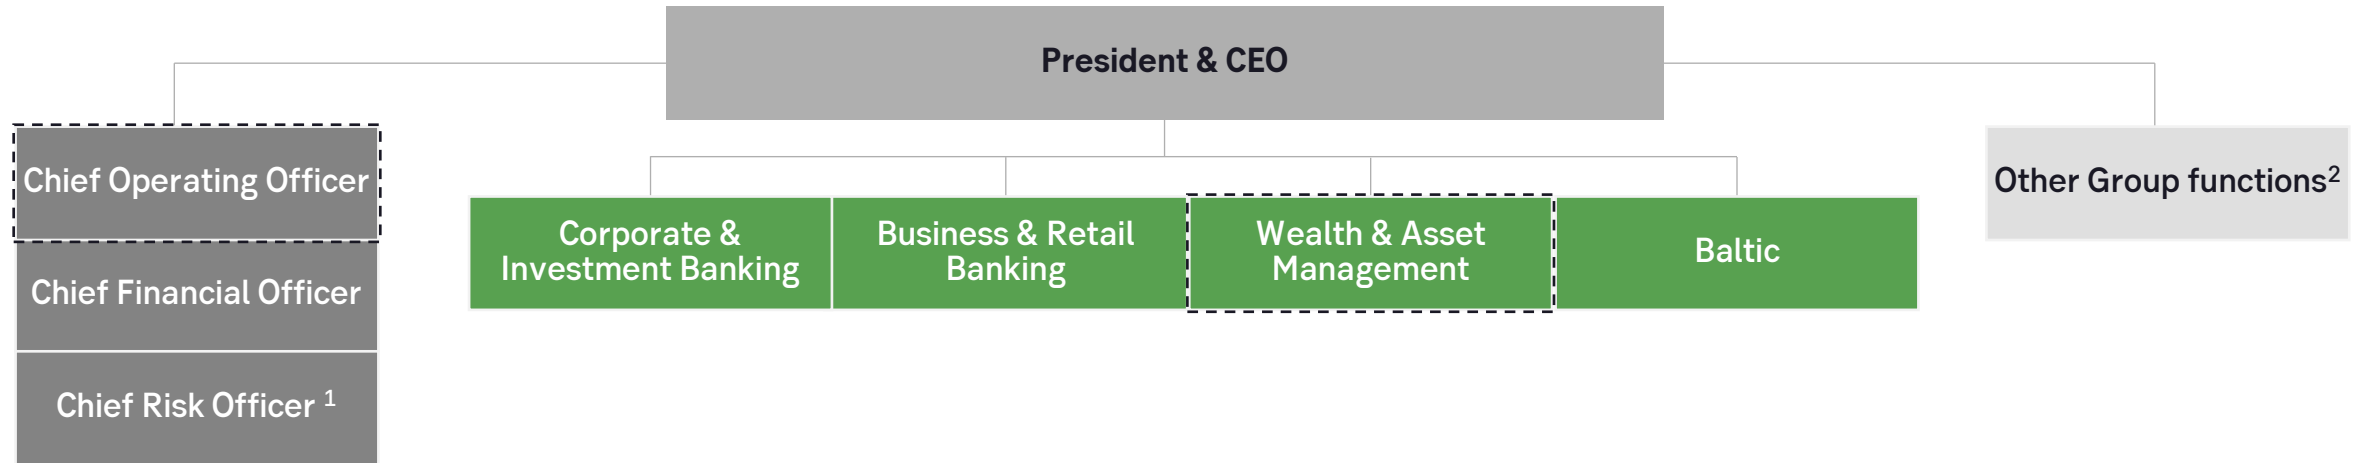 President & CEO
Chief Operating Officer
Chief Financial Officer
Chief Risk Officer 1
Corporate &
Investment Banking
Business & Retail
Banking
Wealth & Asset
Management
Baltic
Other Group functions2